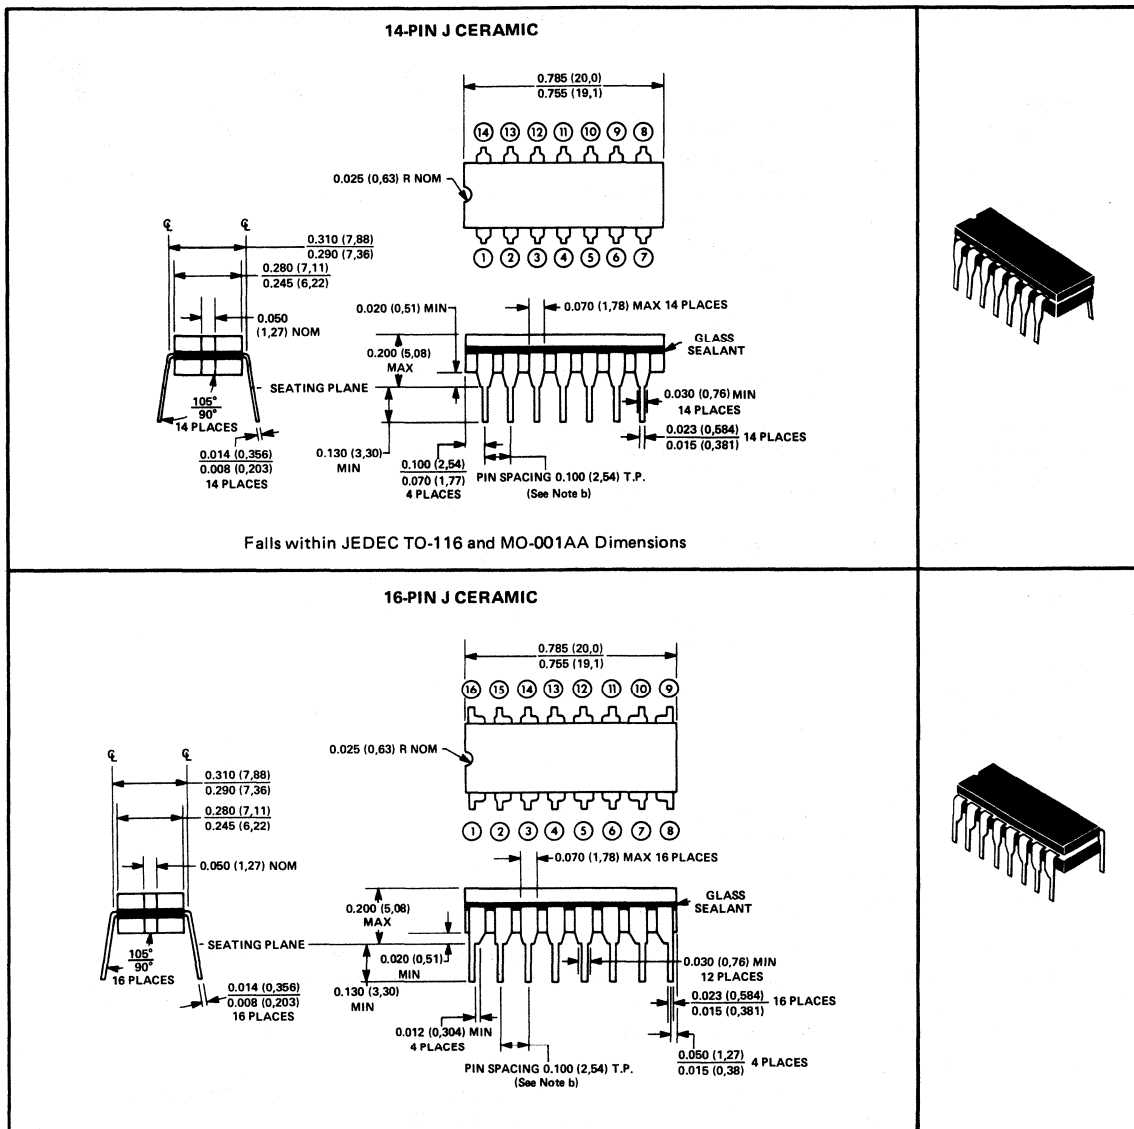 14-PIN J CERAMIC
0.785 (20,0)
0.755 (19,1)
14 13 12 11 10 9 8
0.025 (0,63) R NOM
℄ ℄
0.310 (7,88)
0.290 (7,36)
1 2 3 4 5 6 7
0.280 (7,11)
0.245 (6,22)
0.020 (0,51) MIN
0.070 (1,78) MAX 14 PLACES
0.050
(1,27) NOM
GLASS
SEALANT
0.200 (5,08)
MAX
SEATING PLANE
0.030 (0,76) MIN
14 PLACES
105°
90°
14 PLACES
0.023 (0,584)
0.015 (0,381)
14 PLACES
0.014 (0,356)
0.008 (0,203)
14 PLACES
0.130 (3,30)
MIN
0.100 (2,54)
0.070 (1,77)
4 PLACES
PIN SPACING 0.100 (2,54) T.P.
(See Note b)
Falls within JEDEC TO-116 and MO-001AA Dimensions
16-PIN J CERAMIC
0.785 (20,0)
0.755 (19,1)
16 15 14 13 12 11 10 9
0.025 (0,63) R NOM
℄ ℄
0.310 (7,88)
0.290 (7,36)
0.280 (7,11)
0.245 (6,22)
1 2 3 4 5 6 7 8
0.050 (1,27) NOM
0.070 (1,78) MAX 16 PLACES
GLASS
SEALANT
0.200 (5,08)
MAX
SEATING PLANE
0.020 (0,51)
MIN
0.030 (0,76) MIN
12 PLACES
105°
90°
16 PLACES
0.014 (0,356)
0.008 (0,203)
16 PLACES
0.130 (3,30)
MIN
0.023 (0,584)
0.015 (0,381)
16 PLACES
0.012 (0,304) MIN
4 PLACES
0.050 (1,27)
0.015 (0,38)
4 PLACES
PIN SPACING 0.100 (2,54) T.P.
(See Note b)